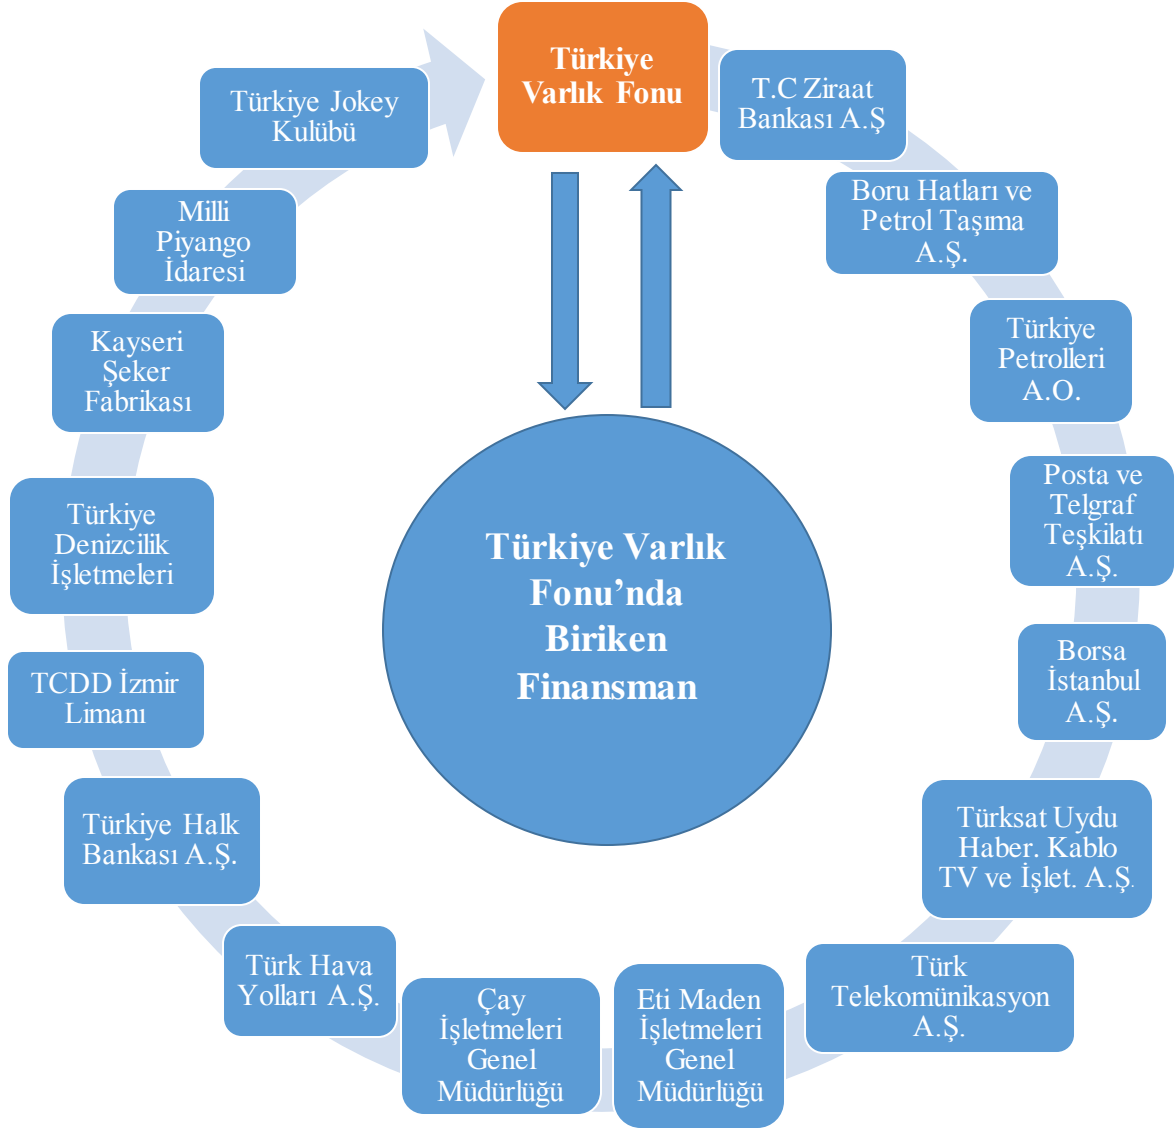 Türkiye
Varlık Fonu
T.C Ziraat
Bankası A.Ş
Boru Hatları ve
Petrol Taşıma
A.Ş.
Türkiye
Petrolleri
A.O.
Posta ve
Telgraf
Teşkilatı
A.Ş.
Borsa
İstanbul
A.Ş.
Türksat Uydu
Haber. Kablo
TV ve İşlet. A.Ş.
Türk
Telekomünikasyon
A.Ş.
Eti Maden
İşletmeleri
Genel
Müdürlüğü
Çay
İşletmeleri
Genel
Müdürlüğü
Türk Hava
Yolları A.Ş.
Türkiye Halk
Bankası A.Ş.
TCDD İzmir
Limanı
Türkiye
Denizcilik
İşletmeleri
Kayseri
Şeker
Fabrikası
Milli
Piyango
İdaresi
Türkiye Jokey
Kulübü
Türkiye Varlık
Fonu’nda
Biriken
Finansman